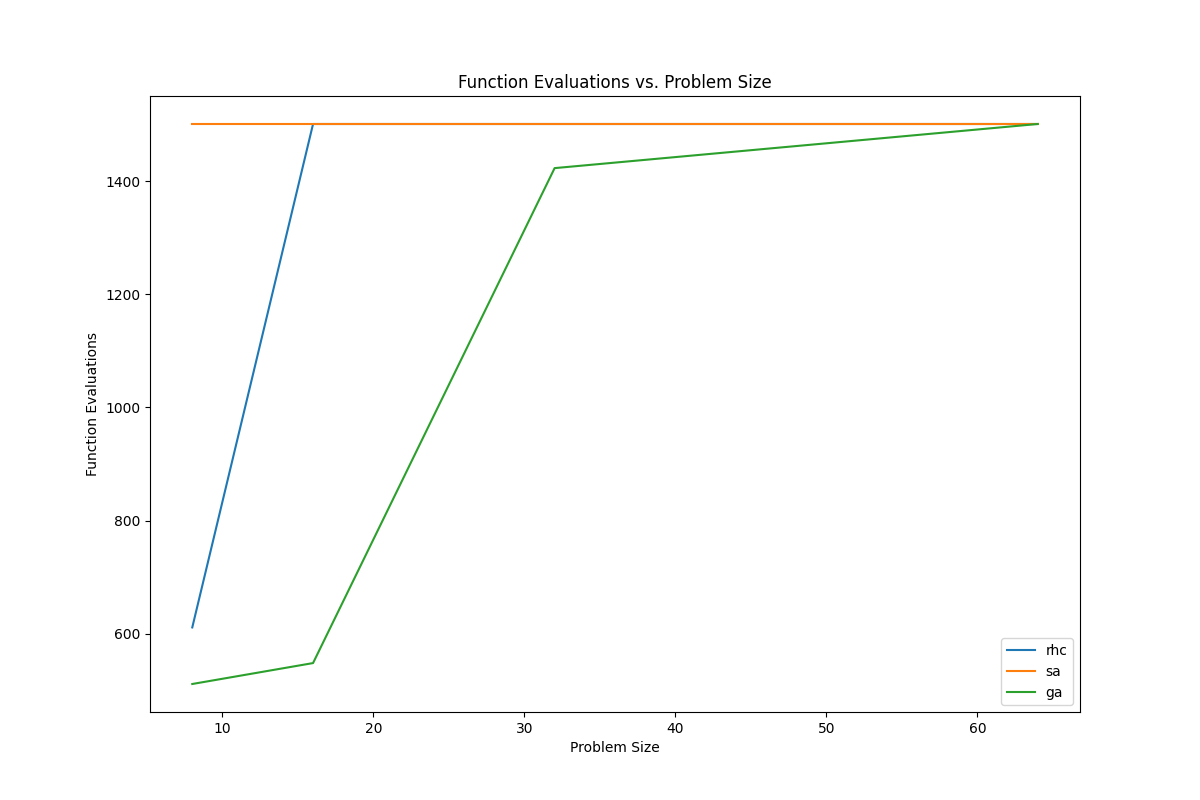 Function Evaluations vs. Problem Size
Function Evaluations
1400
1200
1000
800
600
10
20
30
40
50
60
Problem Size
rhc
sa
ga